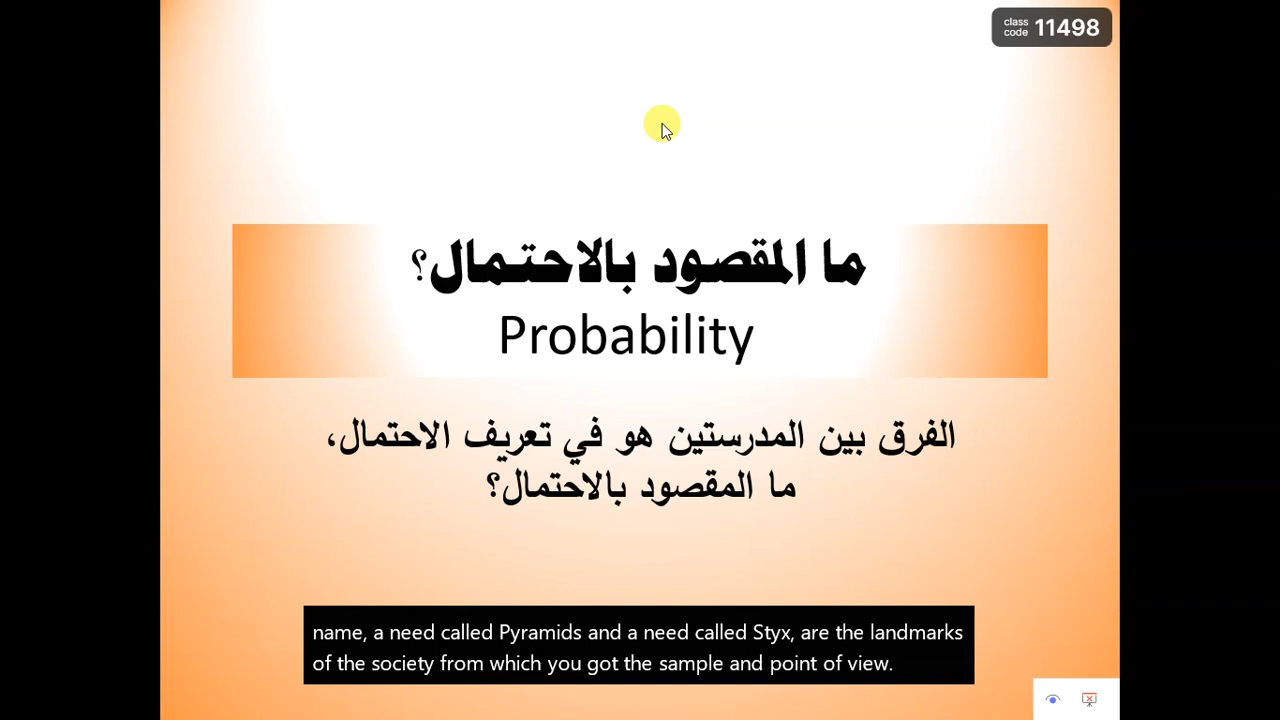 class
code 11498
ما المقصود بالاحتمال؟
Probability
الفرق بين المدرستين هو في تعريف الاحتمال،
ما المقصود بالاحتمال؟
name, a need called Pyramids and a need called Styx, are the landmarks
of the society from which you got the sample and point of view.